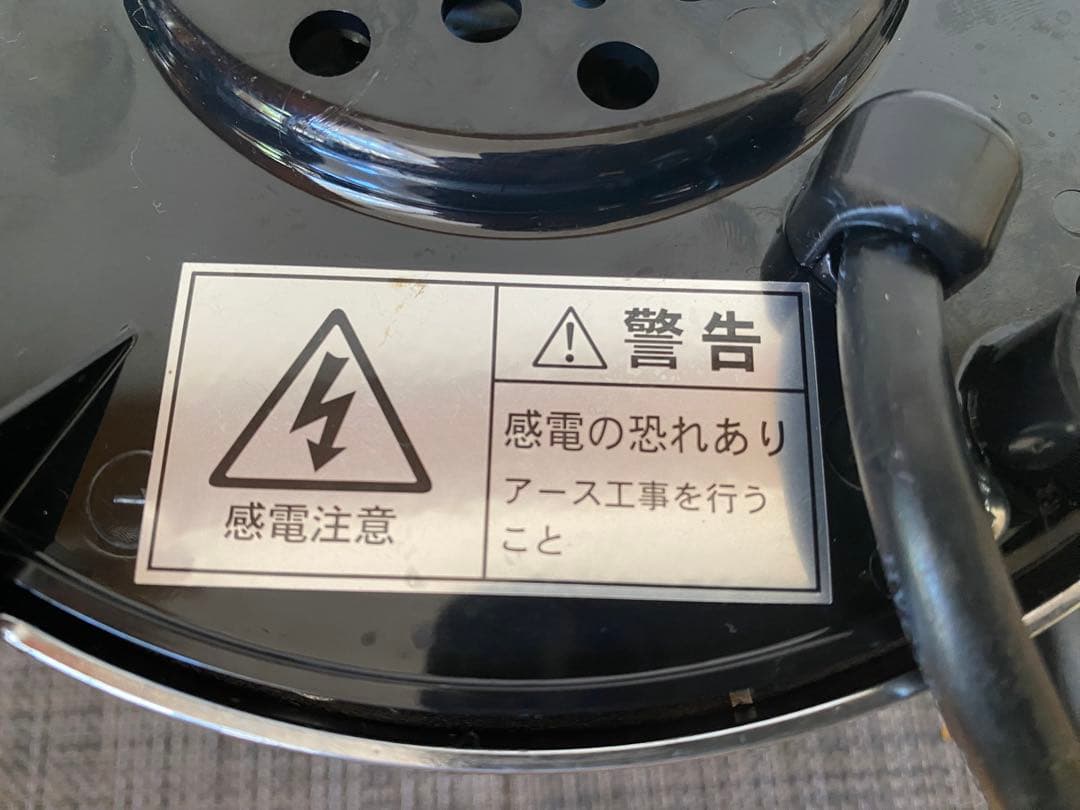 感電注意
警告
感電の恐れあり
アース工事を行う
こと